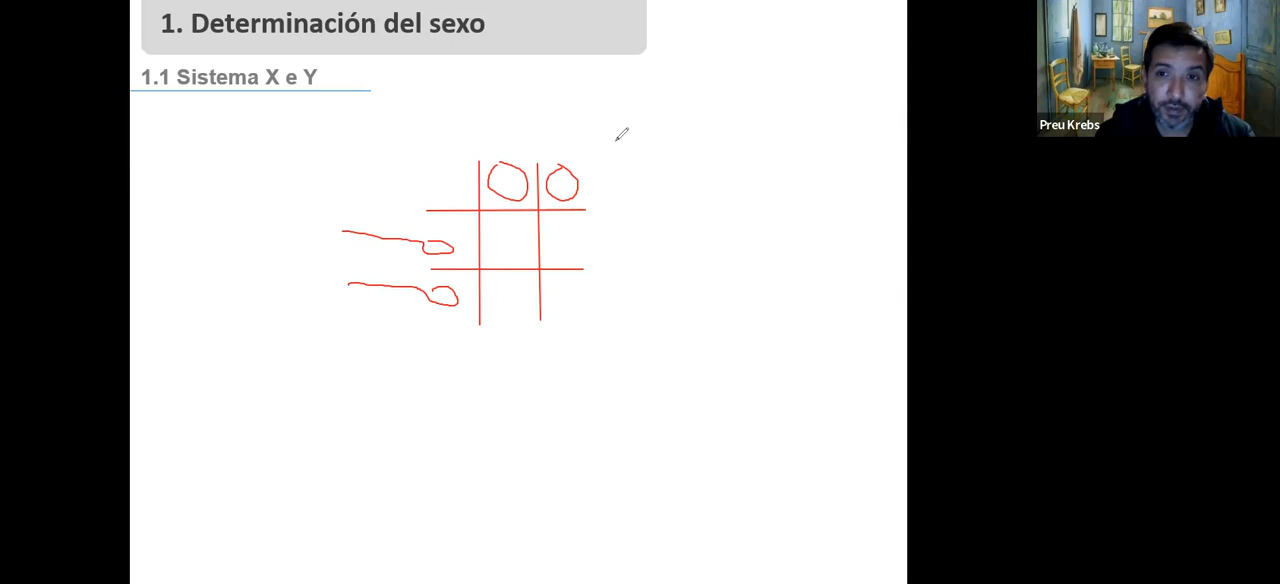 1. Determinación del sexo
1.1 Sistema X e Y
Preu Krebs